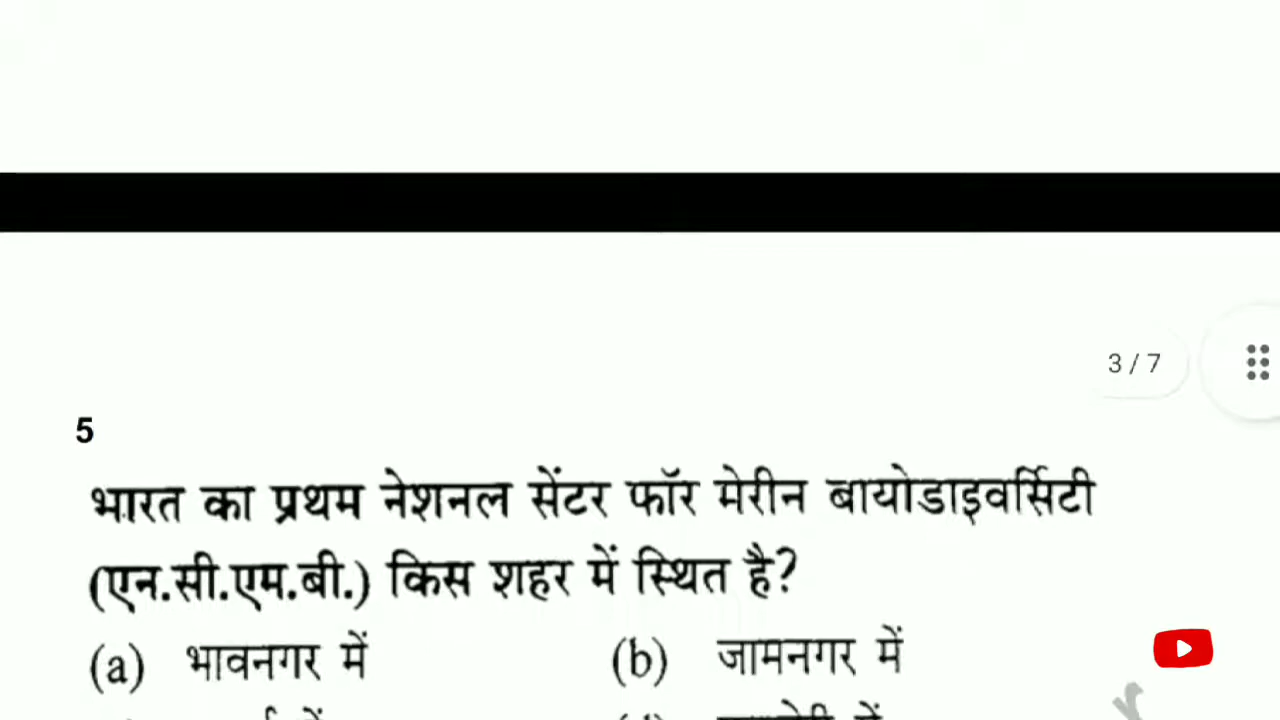 3 / 7
5
भारत का प्रथम नेशनल सेंटर फॉर मेरीन बायोडाइवर्सिटी
(एन.सी.एम.बी.) किस शहर में स्थित है?
(a) भावनगर में (b) जामनगर में
में (d) में